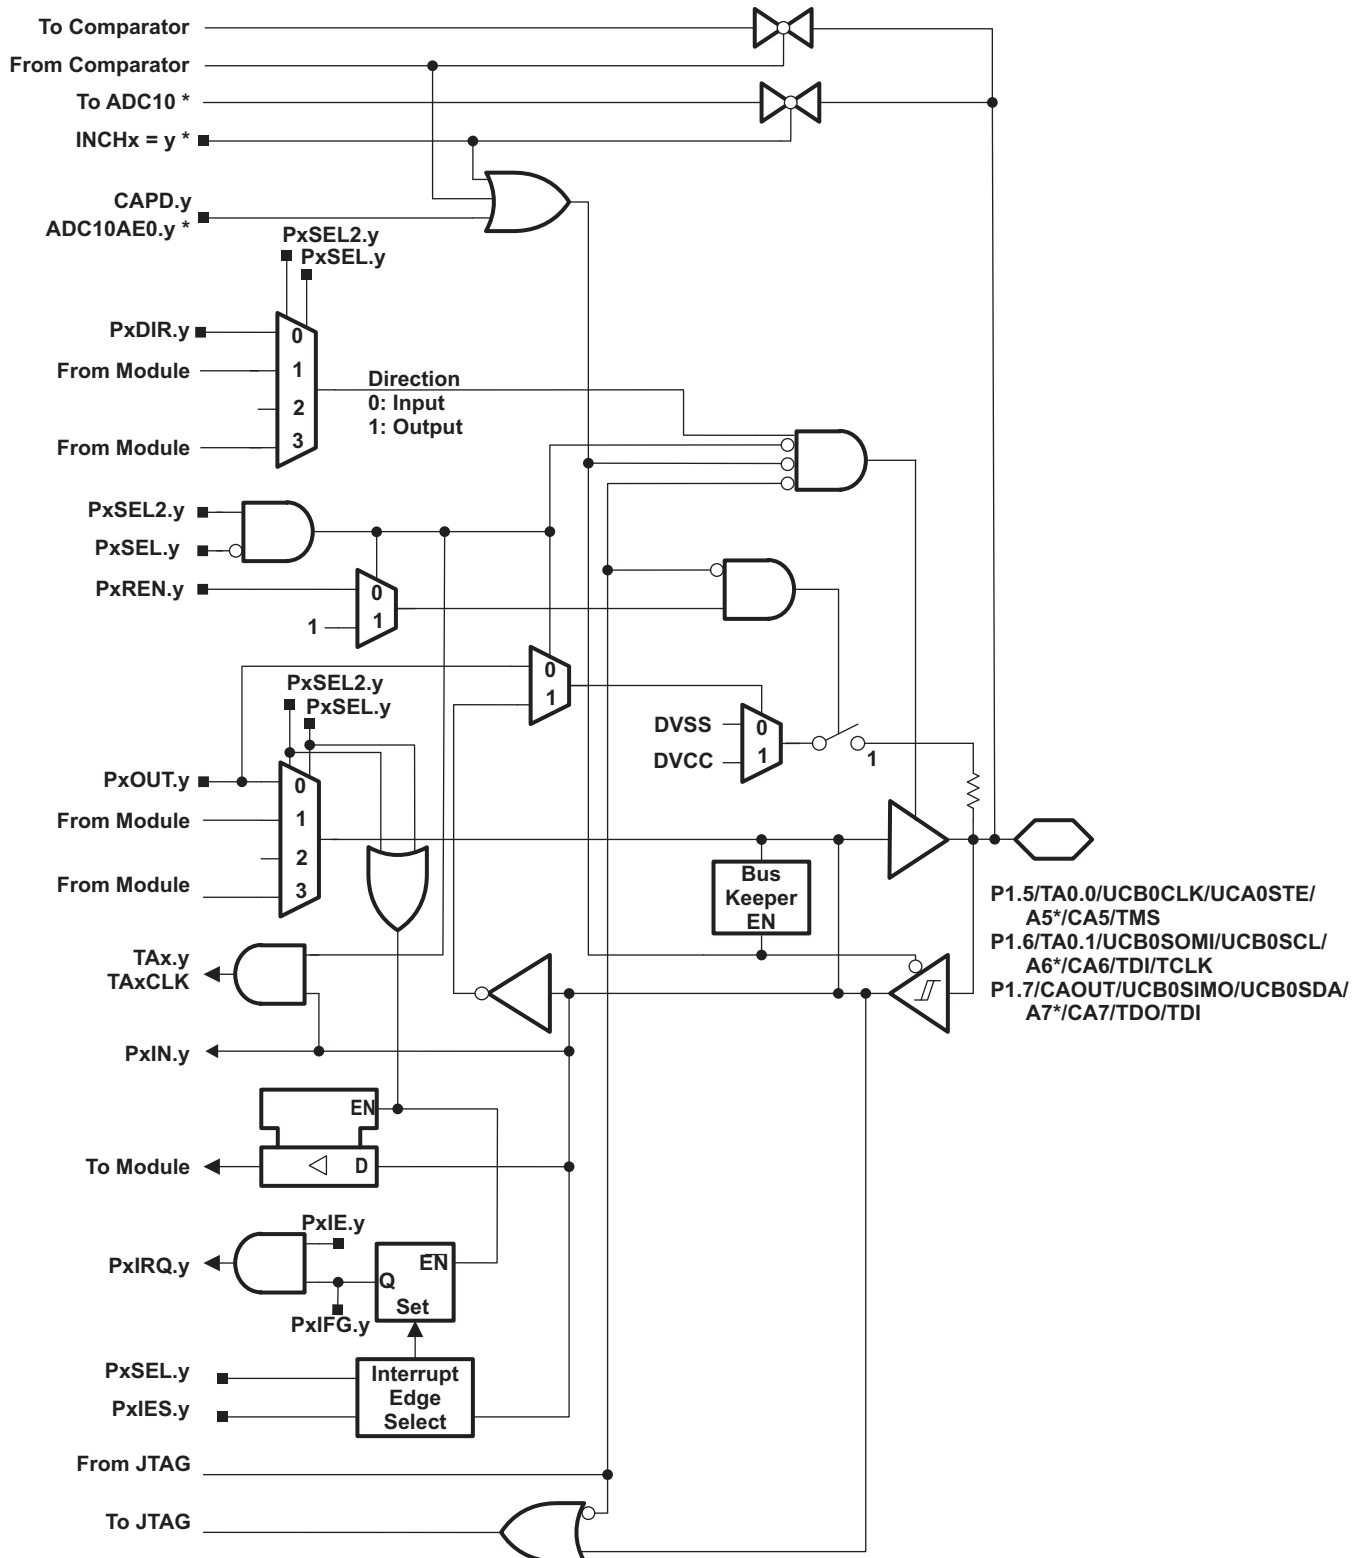 To Comparator
From Comparator
To ADC10 *
INCHx = y *
CAPD.y
ADC10AE0.y *
PxSEL2.y
PxSEL.y
PxDIR.y
0
From Module
1
2
From Module
3
Direction
0: Input
1: Output
PxSEL2.y
PxSEL.y
PxREN.y
0
1
1
0
1
PxSEL2.y
PxSEL.y
DVSS
0
DVCC
1
1
PxOUT.y
0
From Module
1
2
From Module
3
Bus
Keeper
EN
P1.5/TA0.0/UCB0CLK/UCA0STE/
A5*/CA5/TMS
P1.6/TA0.1/UCB0SOMI/UCB0SCL/
A6*/CA6/TDI/TCLK
P1.7/CAOUT/UCB0SIMO/UCB0SDA/
A7*/CA7/TDO/TDI
TAx.y
TAxCLK
PxIN.y
EN
To Module
D
PxIE.y
PxIRQ.y
EN
Q
Set
PxIFG.y
PxSEL.y
PxIES.y
Interrupt
Edge
Select
From JTAG
To JTAG